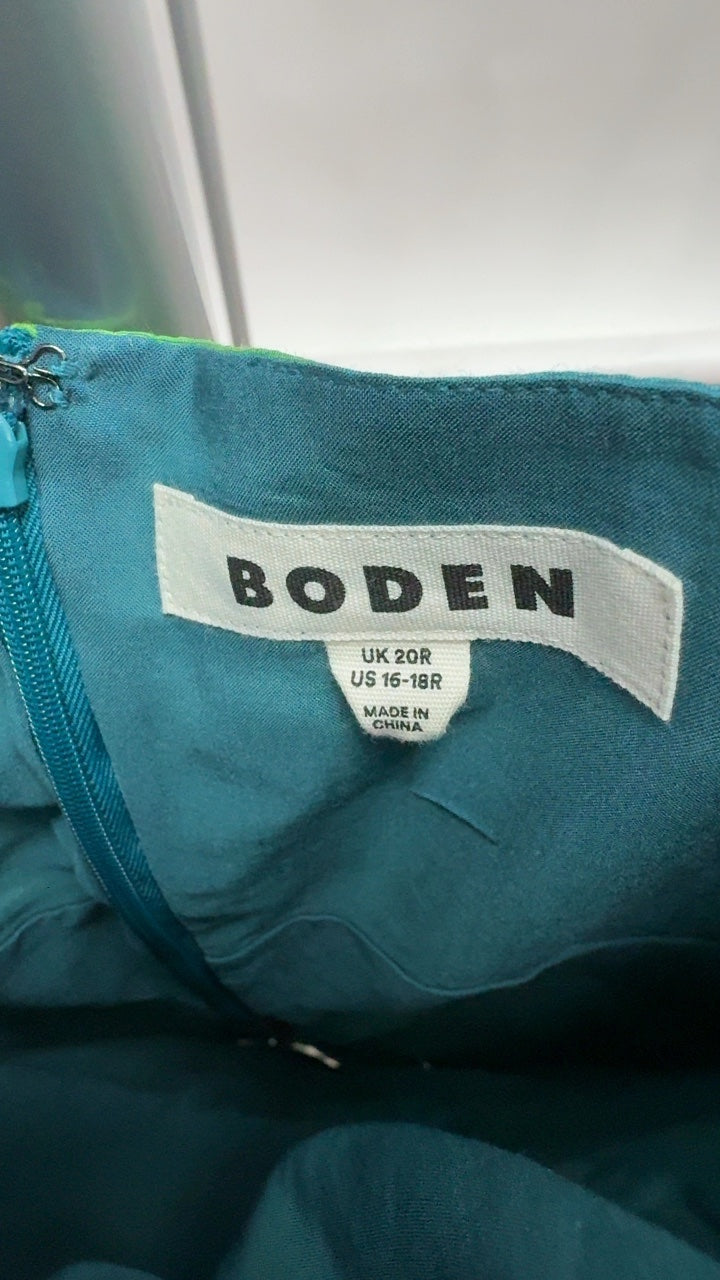 BODEN
UK 20R
US 16-18R
MADE IN
CHINA